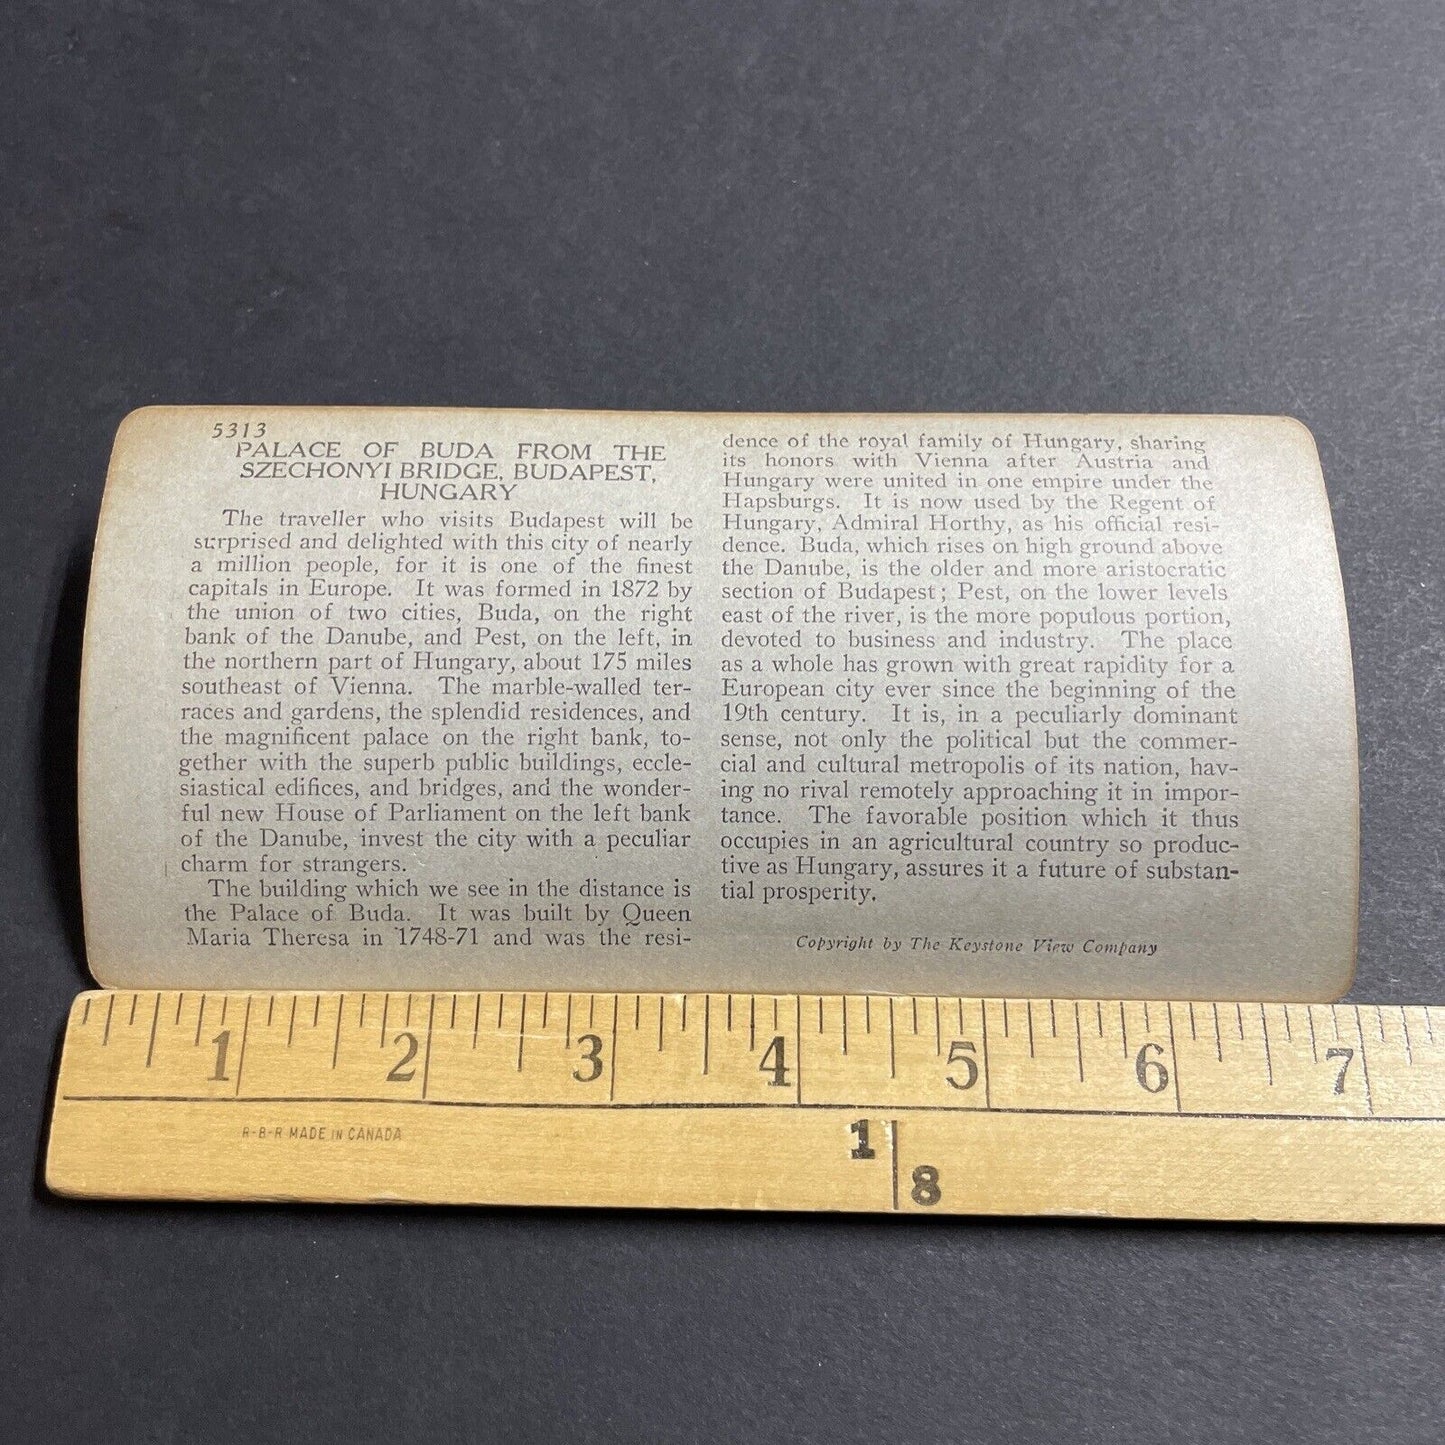 5313
PALACE OF BUDA FROM THE
SZECHONYI BRIDGE, BUDAPEST,
HUNGARY
The traveller who visits Budapest will be
surprised and delighted with this city of nearly
a million people, for it is one of the finest
capitals in Europe. It was formed in 1872 by
the union of two cities, Buda, on the right
bank of the Danube, and Pest, on the left, in
the northern part of Hungary, about 175 miles
southeast of Vienna. The marble-walled ter-
races and gardens, the splendid residences, and
the magnificent palace on the right bank, to-
gether with the superb public buildings, eccle-
siastical edifices, and bridges, and the wonder-
ful new House of Parliament on the left bank
of the Danube, invest the city with a peculiar
charm for strangers.
The building which we see in the distance is
the Palace of Buda. It was built by Queen
Maria Theresa in 1748-71 and was the resi-
dence of the royal family of Hungary, sharing
its honors with Vienna after Austria and
Hungary were united in one empire under the
Hapsburgs. It is now used by the Regent of
Hungary, Admiral Horthy, as his official resi-
dence. Buda, which rises on high ground above
the Danube, is the older and more aristocratic
section of Budapest; Pest, on the lower levels
east of the river, is the more populous portion,
devoted to business and industry. The place
as a whole has grown with great rapidity for a
European city ever since the beginning of the
19th century. It is, in a peculiarly dominant
sense, not only the political but the commer-
cial and cultural metropolis of its nation, hav-
ing no rival remotely approaching it in impor-
tance. The favorable position which it thus
occupies in an agricultural country so produc-
tive as Hungary, assures it a future of substan-
tial prosperity.
Copyright by The Keystone View Company
1 2 3 4 5 6 7
R-B-R MADE IN CANADA
1
8